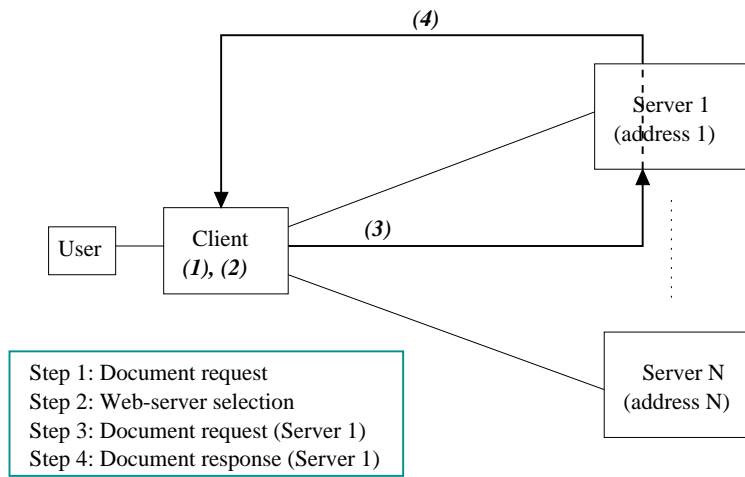 (4)
Server 1
(address 1)
(3)
User
Client
(1), (2)
Server N
(address N)
Step 1: Document request
Step 2: Web-server selection
Step 3: Document request (Server 1)
Step 4: Document response (Server 1)